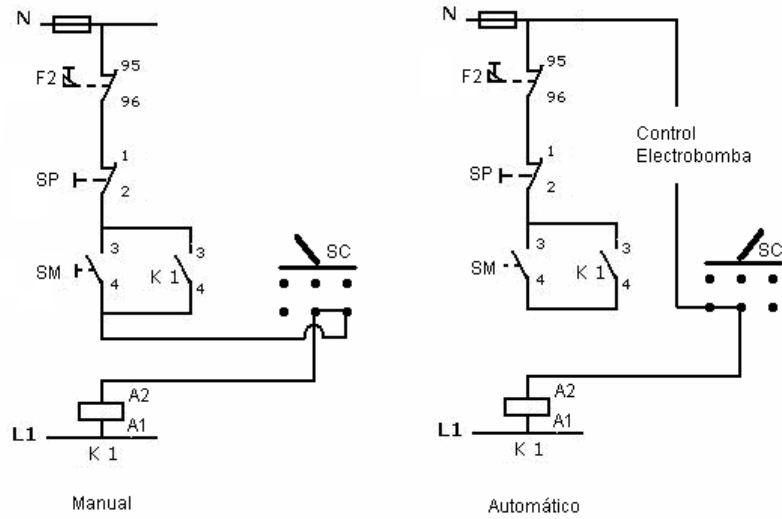 N
F2
95
96
SP
1
2
SM
3
4
K 1
3
4
SC
A2
A1
L1
K 1
Manual
N
F2
95
96
Control
Electrobomba
SP
1
2
SM
3
4
K 1
3
4
SC
A2
A1
L1
K 1
Automático